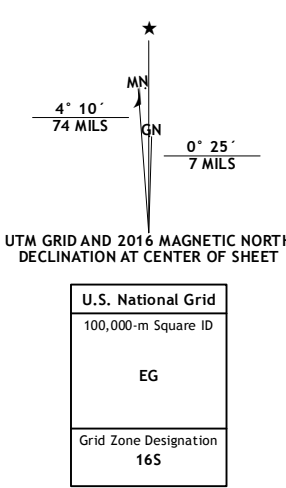 MN
4° 10´
74 MILS
GN
0° 25´
7 MILS
UTM GRID AND 2016 MAGNETIC NORTH
DECLINATION AT CENTER OF SHEET
U.S. National Grid
100,000-m Square ID
EG
Grid Zone Designation
16S